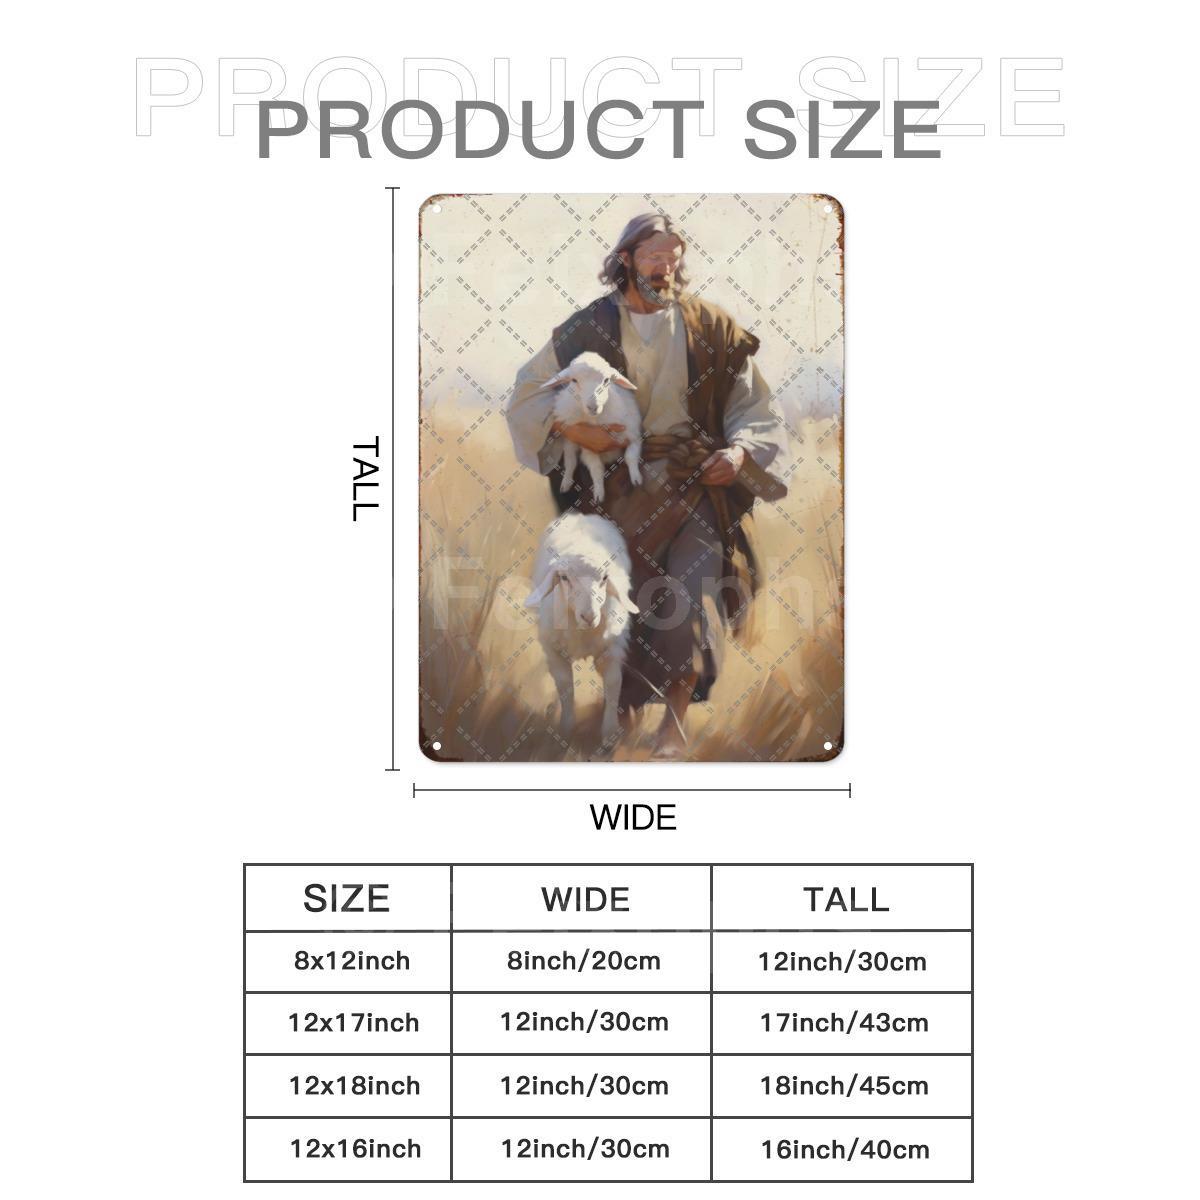 PRODUCT SIZE
PRODUCT SIZE
TALL
WIDE
SIZE WIDE TALL
8x12inch 8inch/20cm 12inch/30cm
12x17inch 12inch/30cm 17inch/43cm
12x18inch 12inch/30cm 18inch/45cm
12x16inch 12inch/30cm 16inch/40cm